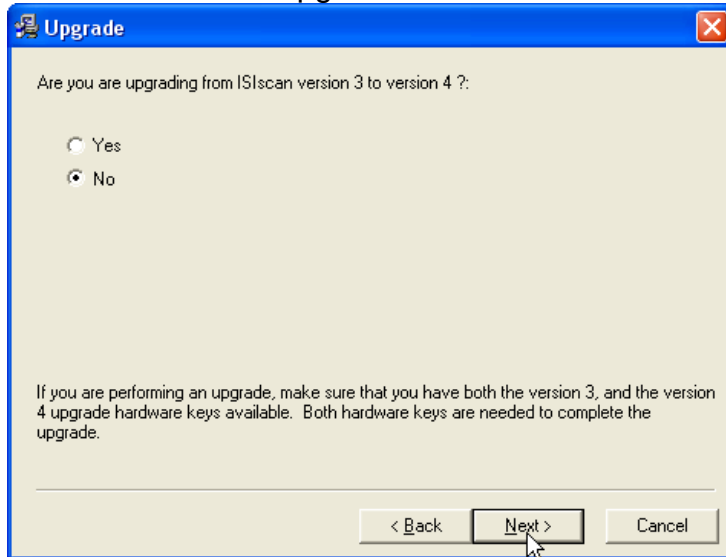 Upgrade
Are you are upgrading from ISIscan version 3 to version 4 ?:
Yes
No
If you are performing an upgrade, make sure that you have both the version 3, and the version
4 upgrade hardware keys available. Both hardware keys are needed to complete the
upgrade.
< Back
Next >
Cancel